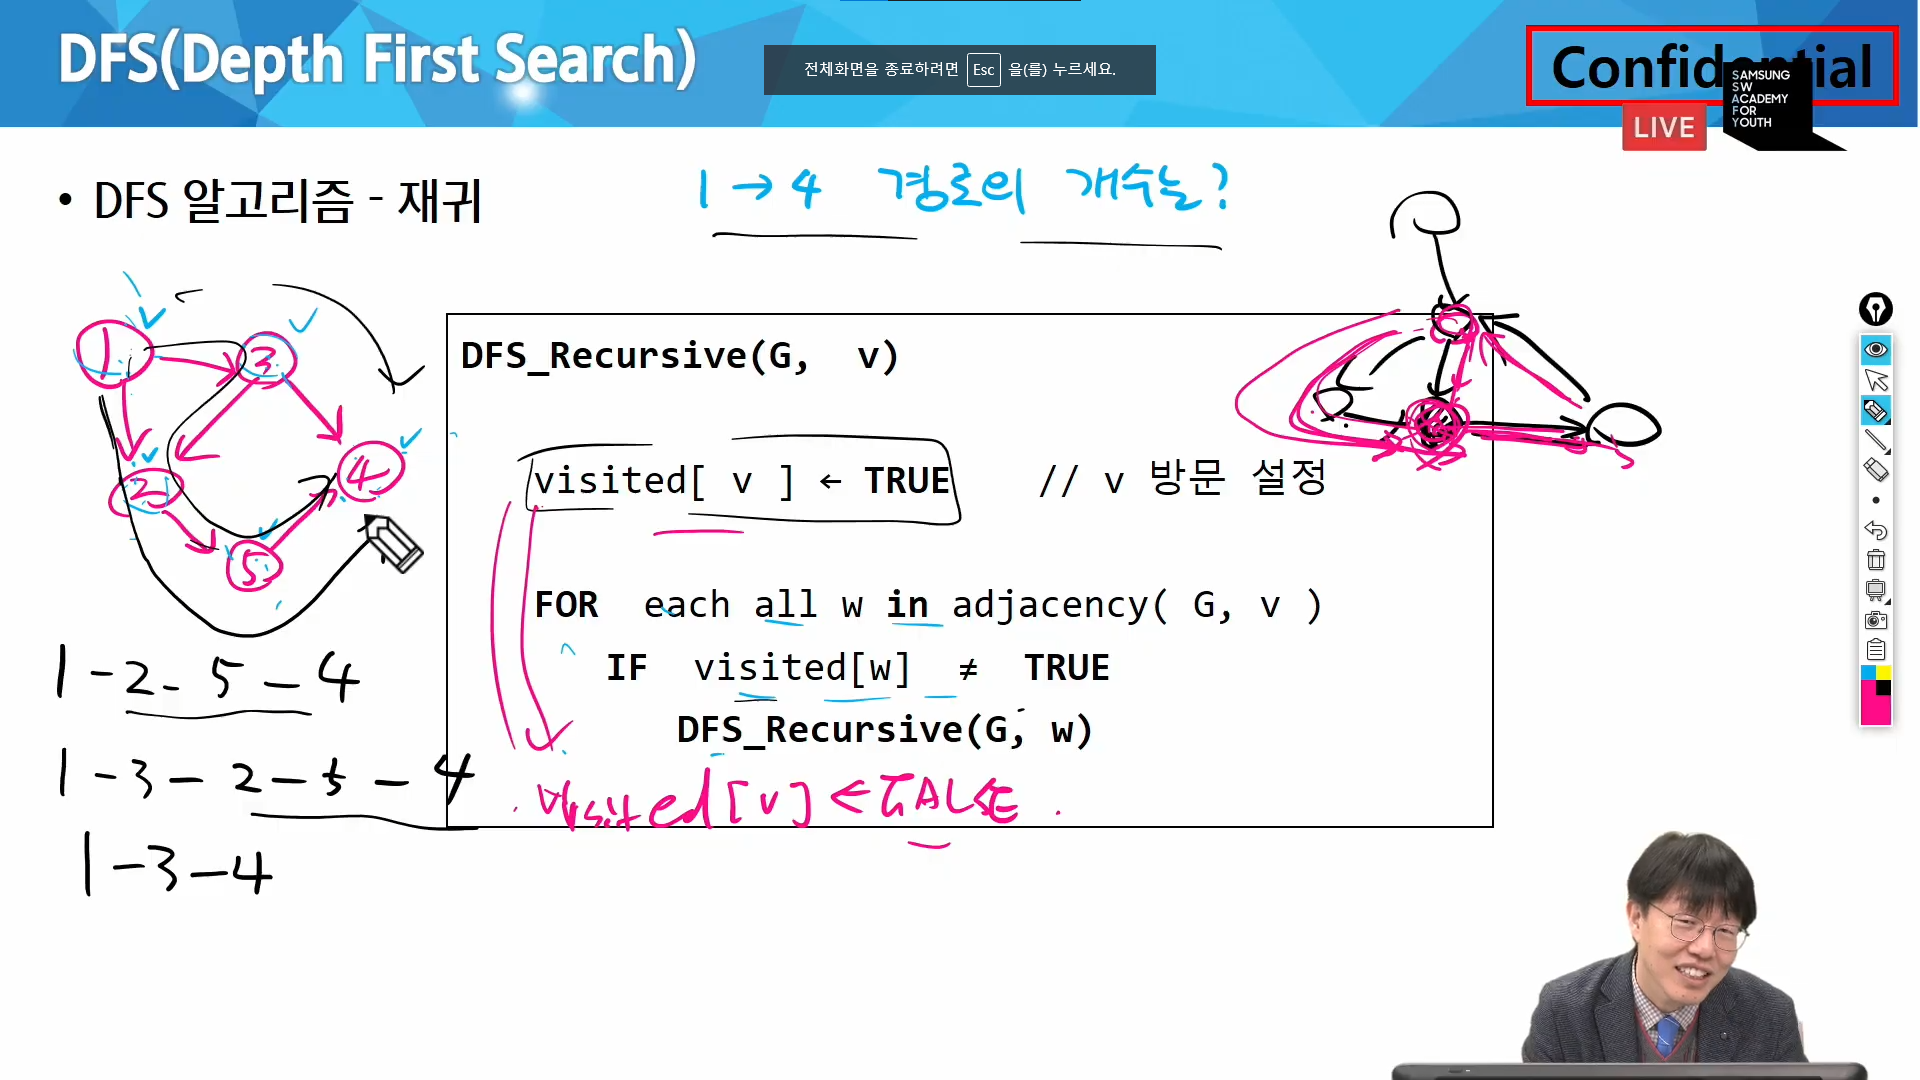 DFS(Depth First Search)
전체화면을 종료하려면 Esc 을(를) 누르세요.
Confidential
SAMSUNG
SW
ACADEMY
FOR
YOUTH
LIVE
• DFS 알고리즘 - 재귀
1 → 4 경로의 개수는?
1
3
2
4
5
DFS_Recursive(G, v)
visited[ v ] ← TRUE // v 방문 설정
FOR each all w in adjacency( G, v )
IF visited[w] ≠ TRUE
DFS_Recursive(G, w)
visited[v] ← FALSE
1 - 2 - 5 - 4
1 - 3 - 2 - 5 - 4
1 - 3 - 4